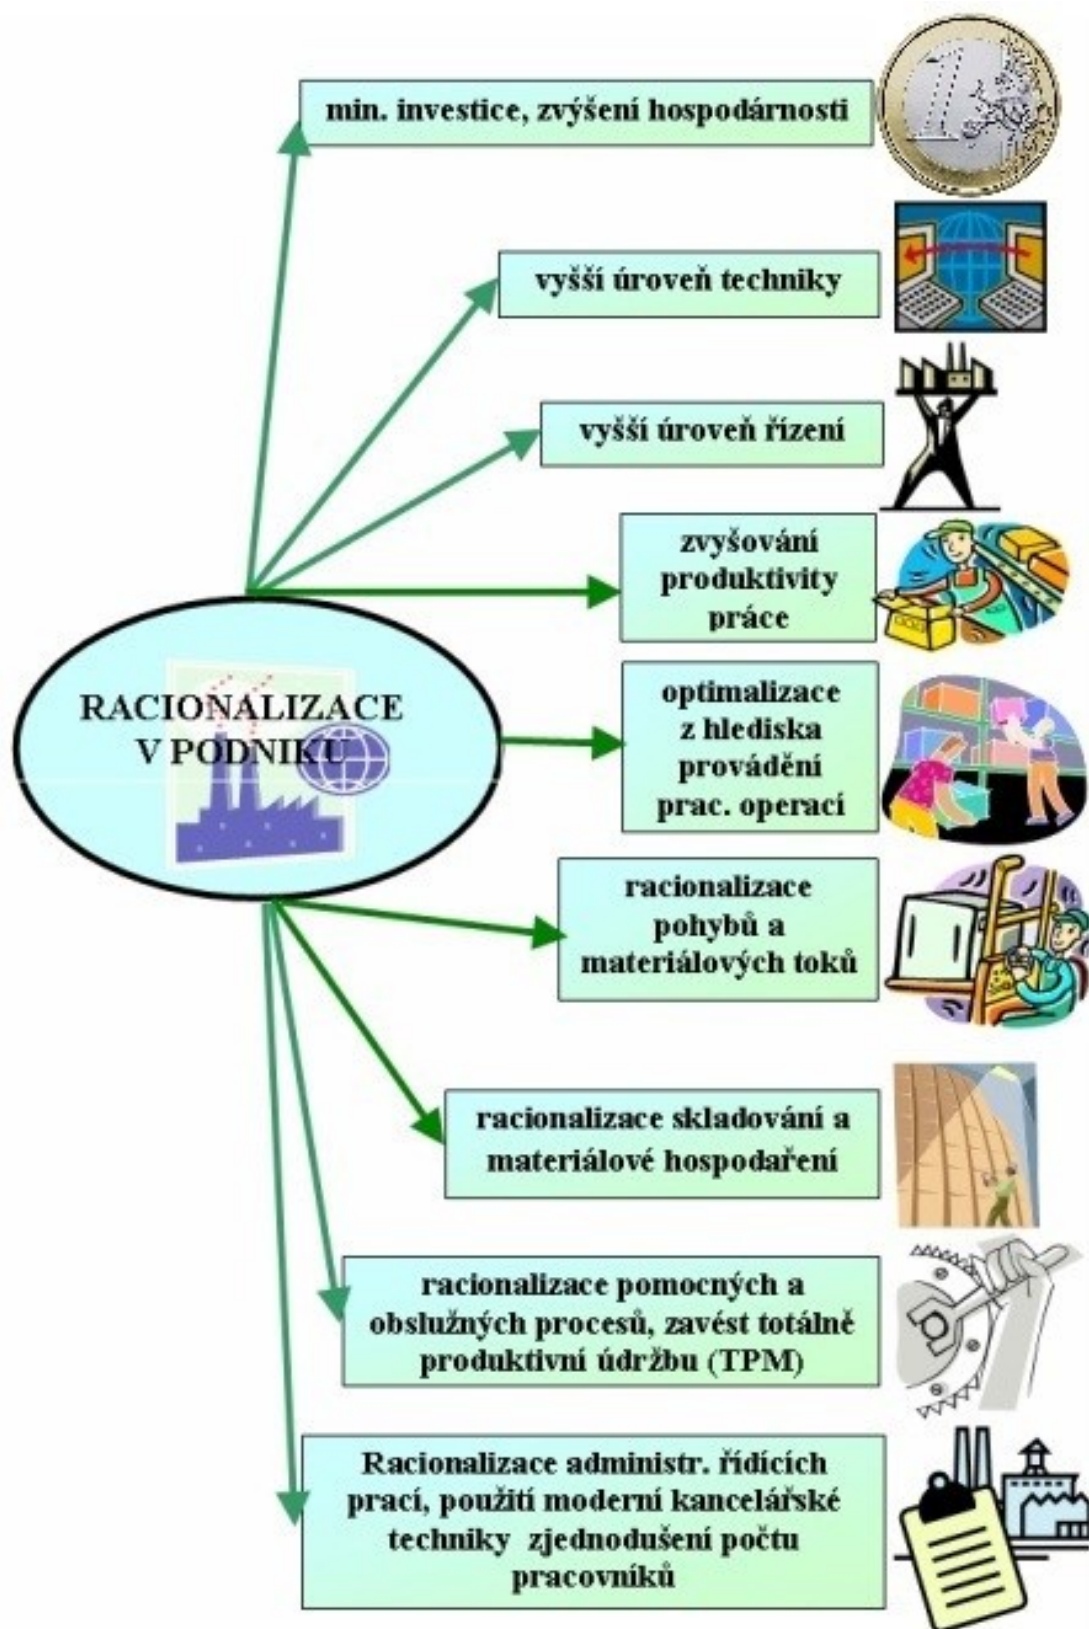 min. investice, zvýšení hospodárnosti
1
vyšší úroveň techniky
vyšší úroveň řízení
zvyšování
produktivity
práce
RACIONALIZACE
V PODNIKU
optimalizace
z hlediska
provádění
prac. operací
racionalizace
pohybů a
materiálových toků
racionalizace skladování a
materiálové hospodaření
racionalizace pomocných a
obslužných procesů, zavést totálně
produktivní údržbu (TPM)
Racionalizace administr. řídících
prací, použití moderní kancelářské
techniky zjednodušení počtu
pracovníků